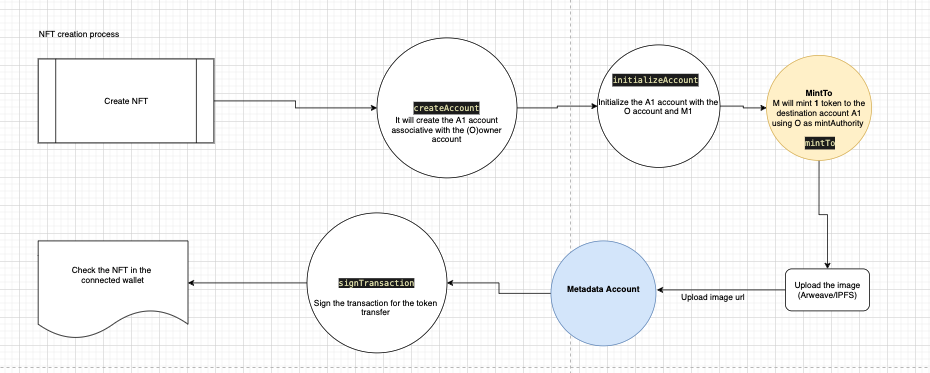 NFT creation process
Create NFT
createAccount
It will create the A1 account
associative with the (O)owner
account
initializeAccount
Initialize the A1 account with the
O account and M1
MintTo
M will mint 1 token to the
destination account A1
using O as mintAuthority
mintTo
Upload the image
(Arweave/IPFS)
Upload image url
Metadata Account
signTransaction
Sign the transaction for the token
transfer
Check the NFT in the
connected wallet